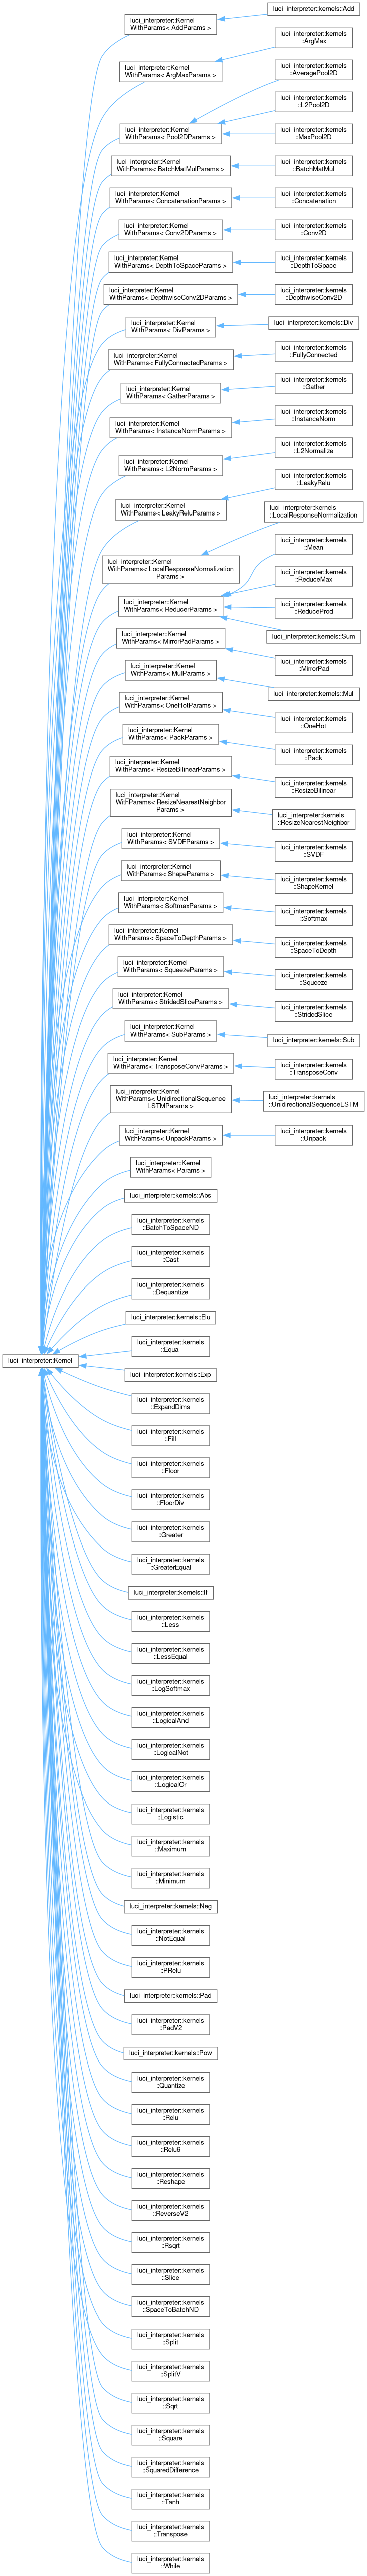 luci_interpreter::Kernel
WithParams< AddParams >
luci_interpreter::kernels::Add
luci_interpreter::Kernel
WithParams< ArgMaxParams >
luci_interpreter::kernels
::ArgMax
luci_interpreter::kernels
::AveragePool2D
luci_interpreter::kernels
::L2Pool2D
luci_interpreter::Kernel
WithParams< Pool2DParams >
luci_interpreter::kernels
::MaxPool2D
luci_interpreter::Kernel
WithParams< BatchMatMulParams >
luci_interpreter::kernels
::BatchMatMul
luci_interpreter::Kernel
WithParams< ConcatenationParams >
luci_interpreter::kernels
::Concatenation
luci_interpreter::Kernel
WithParams< Conv2DParams >
luci_interpreter::kernels
::Conv2D
luci_interpreter::Kernel
WithParams< DepthToSpaceParams >
luci_interpreter::kernels
::DepthToSpace
luci_interpreter::Kernel
WithParams< DepthwiseConv2DParams >
luci_interpreter::kernels
::DepthwiseConv2D
luci_interpreter::Kernel
WithParams< DivParams >
luci_interpreter::kernels::Div
luci_interpreter::Kernel
WithParams< FullyConnectedParams >
luci_interpreter::kernels
::FullyConnected
luci_interpreter::Kernel
WithParams< GatherParams >
luci_interpreter::kernels
::Gather
luci_interpreter::Kernel
WithParams< InstanceNormParams >
luci_interpreter::kernels
::InstanceNorm
luci_interpreter::Kernel
WithParams< L2NormParams >
luci_interpreter::kernels
::L2Normalize
luci_interpreter::Kernel
WithParams< LeakyReluParams >
luci_interpreter::kernels
::LeakyRelu
luci_interpreter::Kernel
WithParams< LocalResponseNormalization
Params >
luci_interpreter::kernels
::LocalResponseNormalization
luci_interpreter::kernels
::Mean
luci_interpreter::kernels
::ReduceMax
luci_interpreter::Kernel
WithParams< ReducerParams >
luci_interpreter::kernels
::ReduceProd
luci_interpreter::kernels::Sum
luci_interpreter::Kernel
WithParams< MirrorPadParams >
luci_interpreter::kernels
::MirrorPad
luci_interpreter::Kernel
WithParams< MulParams >
luci_interpreter::kernels::Mul
luci_interpreter::Kernel
WithParams< OneHotParams >
luci_interpreter::kernels
::OneHot
luci_interpreter::Kernel
WithParams< PackParams >
luci_interpreter::kernels
::Pack
luci_interpreter::Kernel
WithParams< ResizeBilinearParams >
luci_interpreter::kernels
::ResizeBilinear
luci_interpreter::Kernel
WithParams< ResizeNearestNeighbor
Params >
luci_interpreter::kernels
::ResizeNearestNeighbor
luci_interpreter::Kernel
WithParams< SVDFParams >
luci_interpreter::kernels
::SVDF
luci_interpreter::Kernel
WithParams< ShapeParams >
luci_interpreter::kernels
::ShapeKernel
luci_interpreter::Kernel
WithParams< SoftmaxParams >
luci_interpreter::kernels
::Softmax
luci_interpreter::Kernel
WithParams< SpaceToDepthParams >
luci_interpreter::kernels
::SpaceToDepth
luci_interpreter::Kernel
WithParams< SqueezeParams >
luci_interpreter::kernels
::Squeeze
luci_interpreter::Kernel
WithParams< StridedSliceParams >
luci_interpreter::kernels
::StridedSlice
luci_interpreter::Kernel
WithParams< SubParams >
luci_interpreter::kernels::Sub
luci_interpreter::Kernel
WithParams< TransposeConvParams >
luci_interpreter::kernels
::TransposeConv
luci_interpreter::Kernel
WithParams< UnidirectionalSequence
LSTMParams >
luci_interpreter::kernels
::UnidirectionalSequenceLSTM
luci_interpreter::Kernel
WithParams< UnpackParams >
luci_interpreter::kernels
::Unpack
luci_interpreter::Kernel
WithParams< Params >
luci_interpreter::kernels::Abs
luci_interpreter::kernels
::BatchToSpaceND
luci_interpreter::kernels
::Cast
luci_interpreter::kernels
::Dequantize
luci_interpreter::kernels::Elu
luci_interpreter::kernels
::Equal
luci_interpreter::Kernel
luci_interpreter::kernels::Exp
luci_interpreter::kernels
::ExpandDims
luci_interpreter::kernels
::Fill
luci_interpreter::kernels
::Floor
luci_interpreter::kernels
::FloorDiv
luci_interpreter::kernels
::Greater
luci_interpreter::kernels
::GreaterEqual
luci_interpreter::kernels::If
luci_interpreter::kernels
::Less
luci_interpreter::kernels
::LessEqual
luci_interpreter::kernels
::LogSoftmax
luci_interpreter::kernels
::LogicalAnd
luci_interpreter::kernels
::LogicalNot
luci_interpreter::kernels
::LogicalOr
luci_interpreter::kernels
::Logistic
luci_interpreter::kernels
::Maximum
luci_interpreter::kernels
::Minimum
luci_interpreter::kernels::Neg
luci_interpreter::kernels
::NotEqual
luci_interpreter::kernels
::PRelu
luci_interpreter::kernels::Pad
luci_interpreter::kernels
::PadV2
luci_interpreter::kernels::Pow
luci_interpreter::kernels
::Quantize
luci_interpreter::kernels
::Relu
luci_interpreter::kernels
::Relu6
luci_interpreter::kernels
::Reshape
luci_interpreter::kernels
::ReverseV2
luci_interpreter::kernels
::Rsqrt
luci_interpreter::kernels
::Slice
luci_interpreter::kernels
::SpaceToBatchND
luci_interpreter::kernels
::Split
luci_interpreter::kernels
::SplitV
luci_interpreter::kernels
::Sqrt
luci_interpreter::kernels
::Square
luci_interpreter::kernels
::SquaredDifference
luci_interpreter::kernels
::Tanh
luci_interpreter::kernels
::Transpose
luci_interpreter::kernels
::While